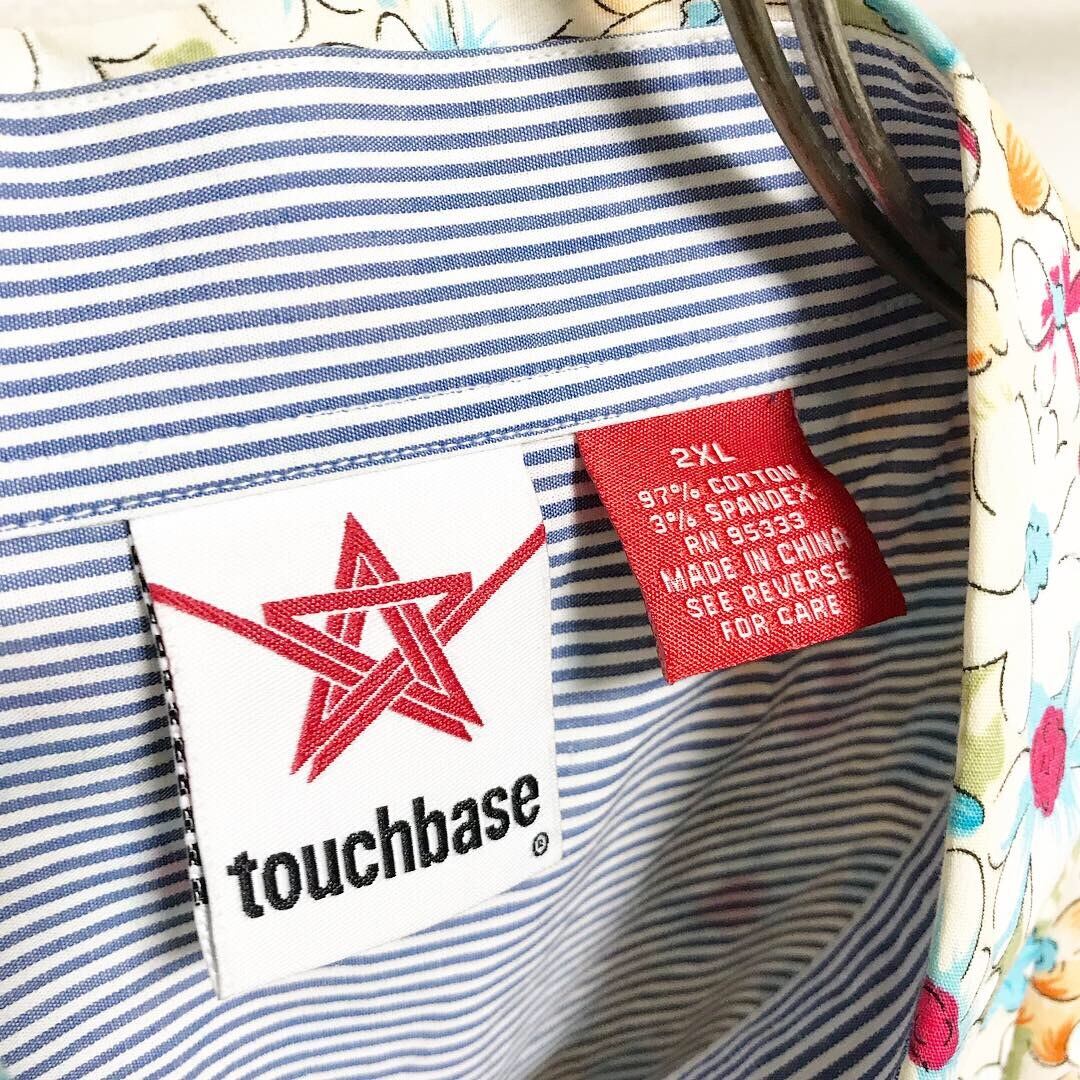 2XL
97% COTTON
3% SPANDEX
RN 95333
MADE IN CHINA
SEE REVERSE
FOR CARE
touchbase®